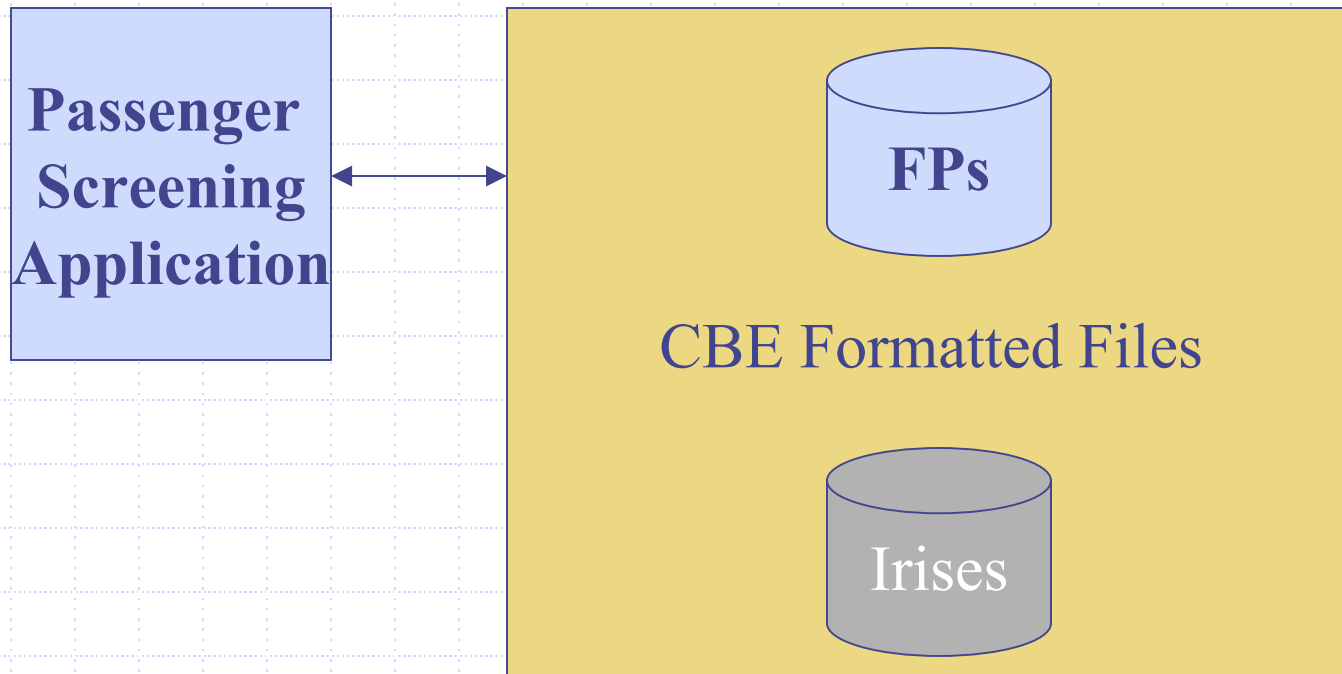 Passenger
Screening
Application
FPs
CBE Formatted Files
Irises